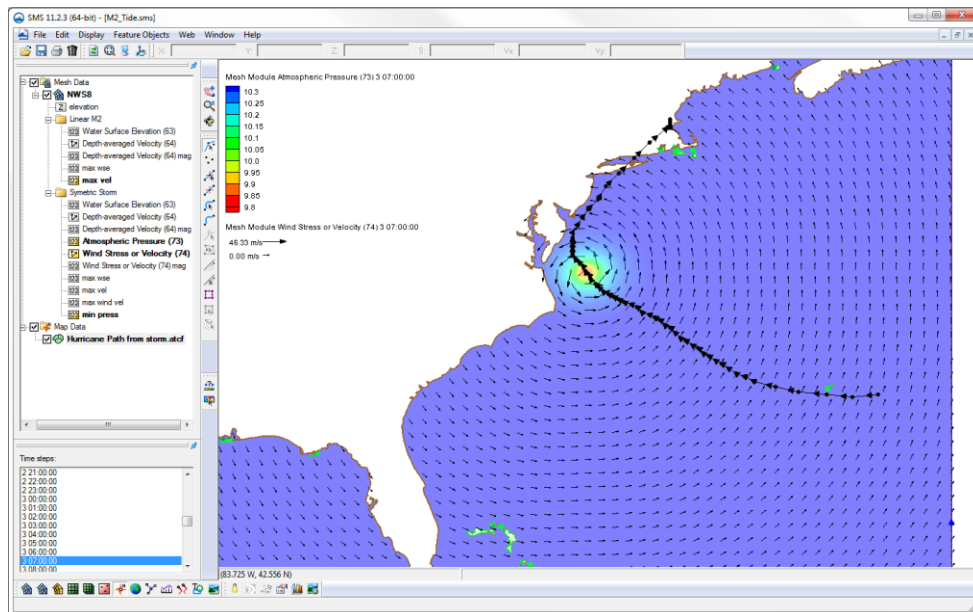 SMS 11.2.3 (64-bit) - [M2_Tide.sms]
File Edit Display Feature Objects Web Window Help
X: Y: Z: S: Vx: Vy:
Mesh Data
NWS8
elevation
Linear M2
Water Surface Elevation (63)
Depth-averaged Velocity (64)
Depth-averaged Velocity (64) mag
max wse
max vel
Symetric Storm
Water Surface Elevation (63)
Depth-averaged Velocity (64)
Depth-averaged Velocity (64) mag
Atmospheric Pressure (73)
Wind Stress or Velocity (74)
Wind Stress or Velocity (74) mag
max wse
max vel
max wind vel
min press
Map Data
Hurricane Path from storm.atcf
Time steps:
2 21:00:00
2 22:00:00
2 23:00:00
3 00:00:00
3 01:00:00
3 02:00:00
3 03:00:00
3 04:00:00
3 05:00:00
3 06:00:00
3 07:00:00
3 08:00:00
Mesh Module Atmospheric Pressure (73) 3 07:00:00
10.3
10.25
10.2
10.15
10.1
10.05
10.0
9.95
9.9
9.85
9.8
Mesh Module Wind Stress or Velocity (74) 3 07:00:00
46.33 m/s
0.00 m/s
(83.725 W, 42.556 N)